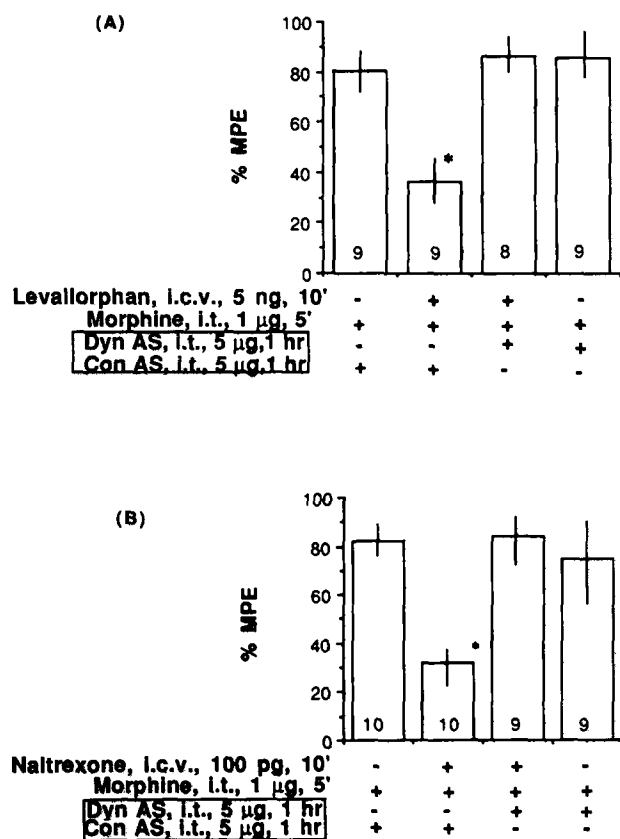 (A)
% MPE
100
80
60
40
20
0
*
9 9 8 9
Levallorphan, i.c.v., 5 ng, 10' - + + -
Morphine, i.t., 1 µg, 5' + + + +
Dyn AS, i.t., 5 µg,1 hr - - + +
Con AS, i.t., 5 µg,1 hr + + - -
(B)
% MPE
100
80
60
40
20
0
*
10 10 9 9
Naltrexone, i.c.v., 100 pg, 10' - + + -
Morphine, i.t., 1 µg, 5' + + + +
Dyn AS, i.t., 5 µg, 1 hr - - + +
Con AS, i.t., 5 µg, 1 hr + + - -